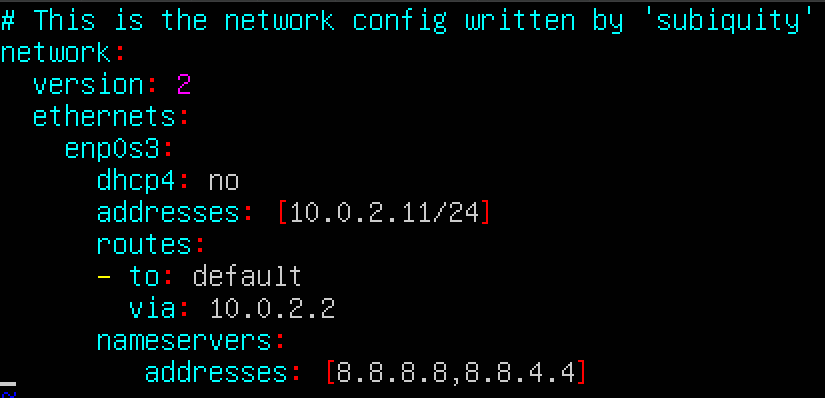 # This is the network config written by 'subiquity'
network:
  version: 2
  ethernets:
    enp0s3:
      dhcp4: no
      addresses: [10.0.2.11/24]
      routes:
      - to: default
        via: 10.0.2.2
      nameservers:
         addresses: [8.8.8.8,8.8.4.4]
~